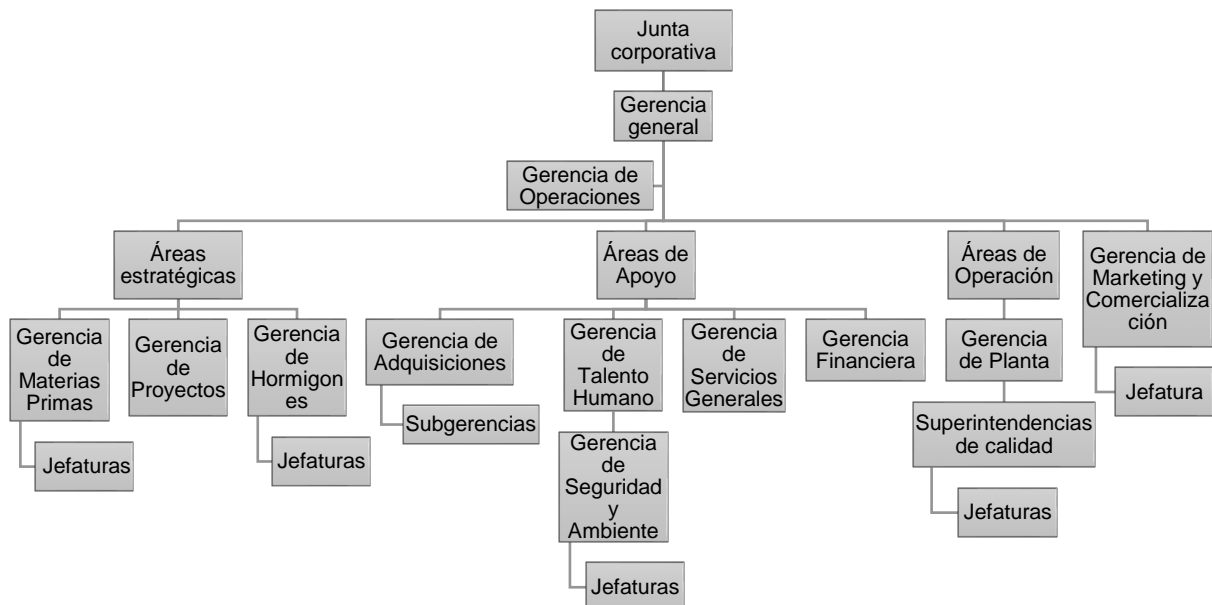 Junta
corporativa
Gerencia
general
Gerencia de
Operaciones
Áreas
estratégicas
Áreas de
Apoyo
Áreas de
Operación
Gerencia de
Marketing y
Comercializa
ción
Gerencia
de
Materias
Primas
Gerencia
de
Proyectos
Gerencia
de
Hormigon
es
Gerencia de
Adquisiciones
Gerencia
de
Talento
Humano
Gerencia
de
Servicios
Generales
Gerencia
Financiera
Gerencia
de Planta
Jefatura
Jefaturas
Jefaturas
Subgerencias
Gerencia
de
Seguridad
y
Ambiente
Superintendencias
de calidad
Jefaturas
Jefaturas